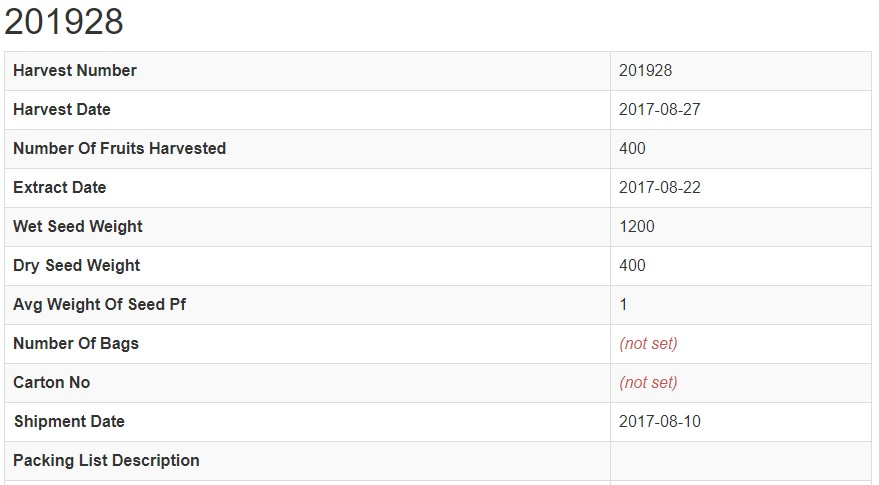 201928
Harvest Number 201928
Harvest Date 2017-08-27
Number Of Fruits Harvested 400
Extract Date 2017-08-22
Wet Seed Weight 1200
Dry Seed Weight 400
Avg Weight Of Seed Pf 1
Number Of Bags (not set)
Carton No (not set)
Shipment Date 2017-08-10
Packing List Description